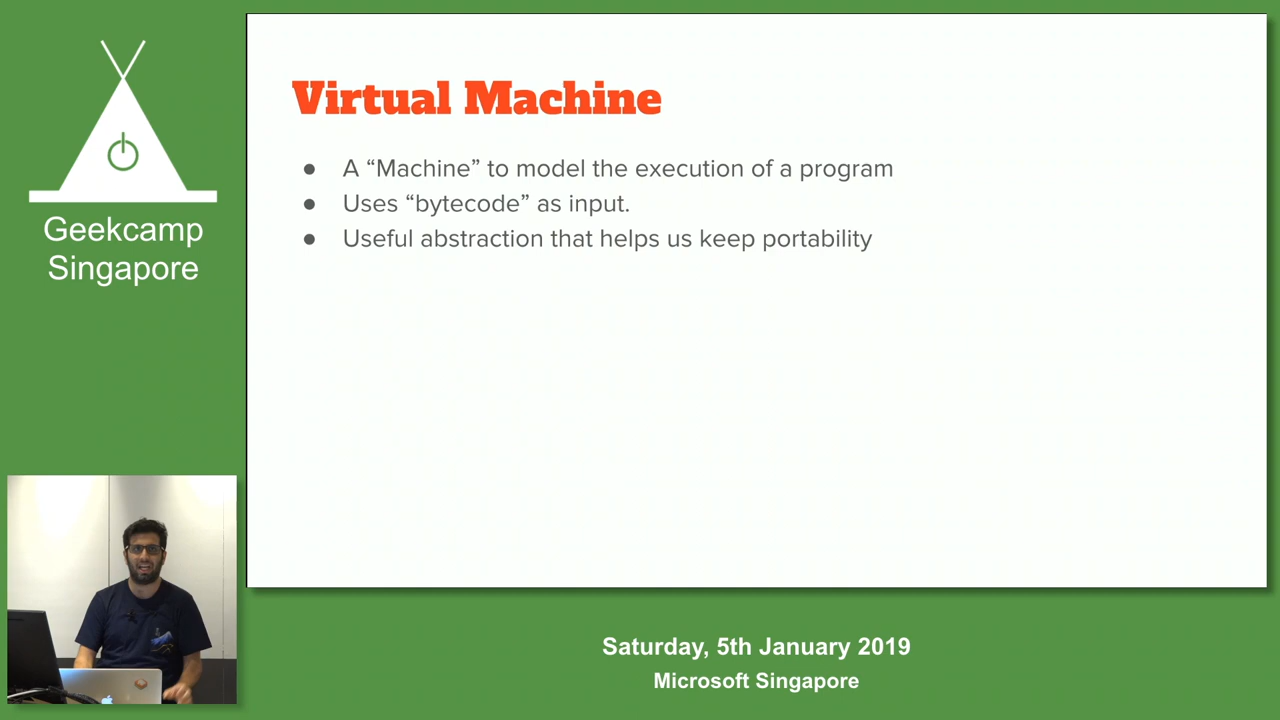 Geekcamp
Singapore
Virtual Machine
● A “Machine” to model the execution of a program
● Uses “bytecode” as input.
● Useful abstraction that helps us keep portability
Saturday, 5th January 2019
Microsoft Singapore